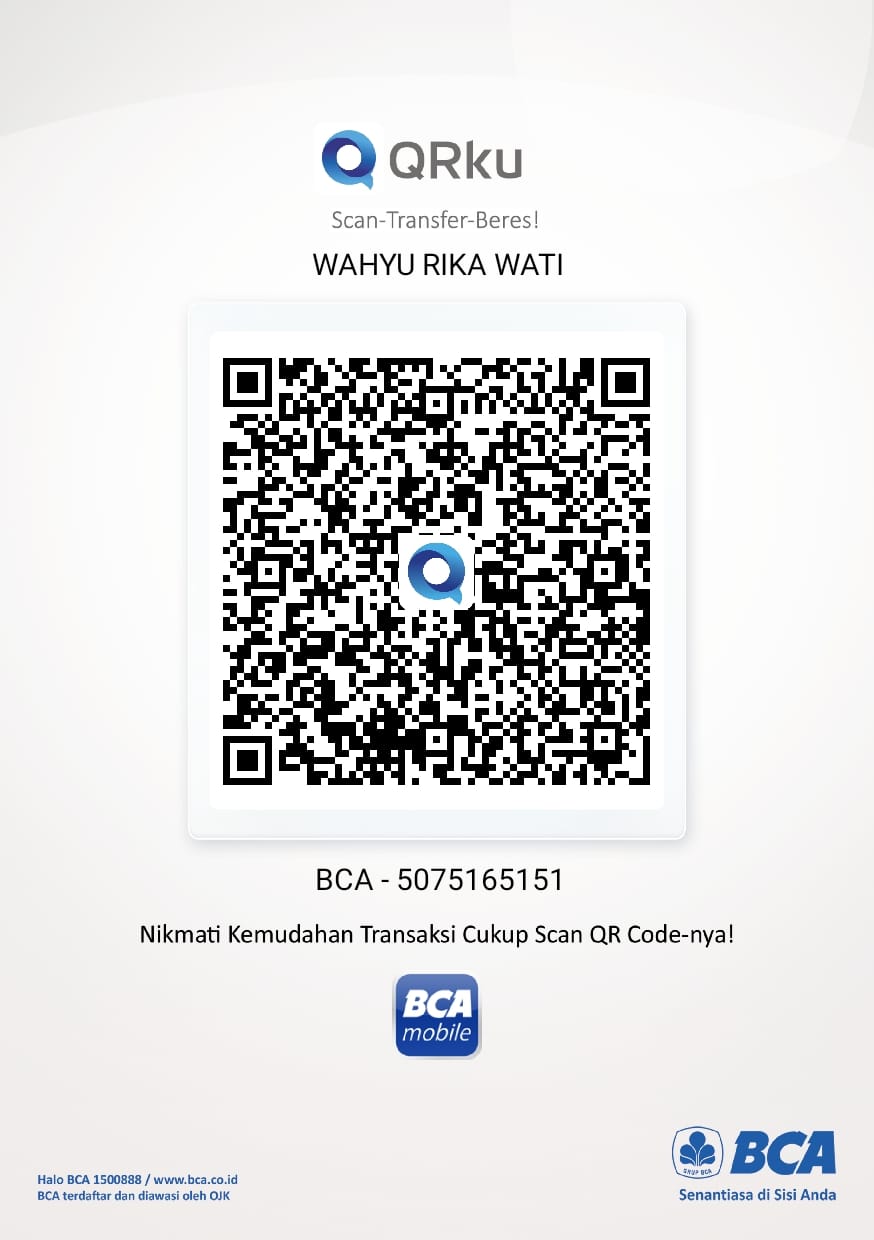 QRku
Scan-Transfer-Beres!
WAHYU RIKA WATI
BCA - 5075165151
Nikmati Kemudahan Transaksi Cukup Scan QR Code-nya!
BCA
mobile
GRUP BCA
BCA
Senantiasa di Sisi Anda
Halo BCA 1500888 / www.bca.co.id
BCA terdaftar dan diawasi oleh OJK